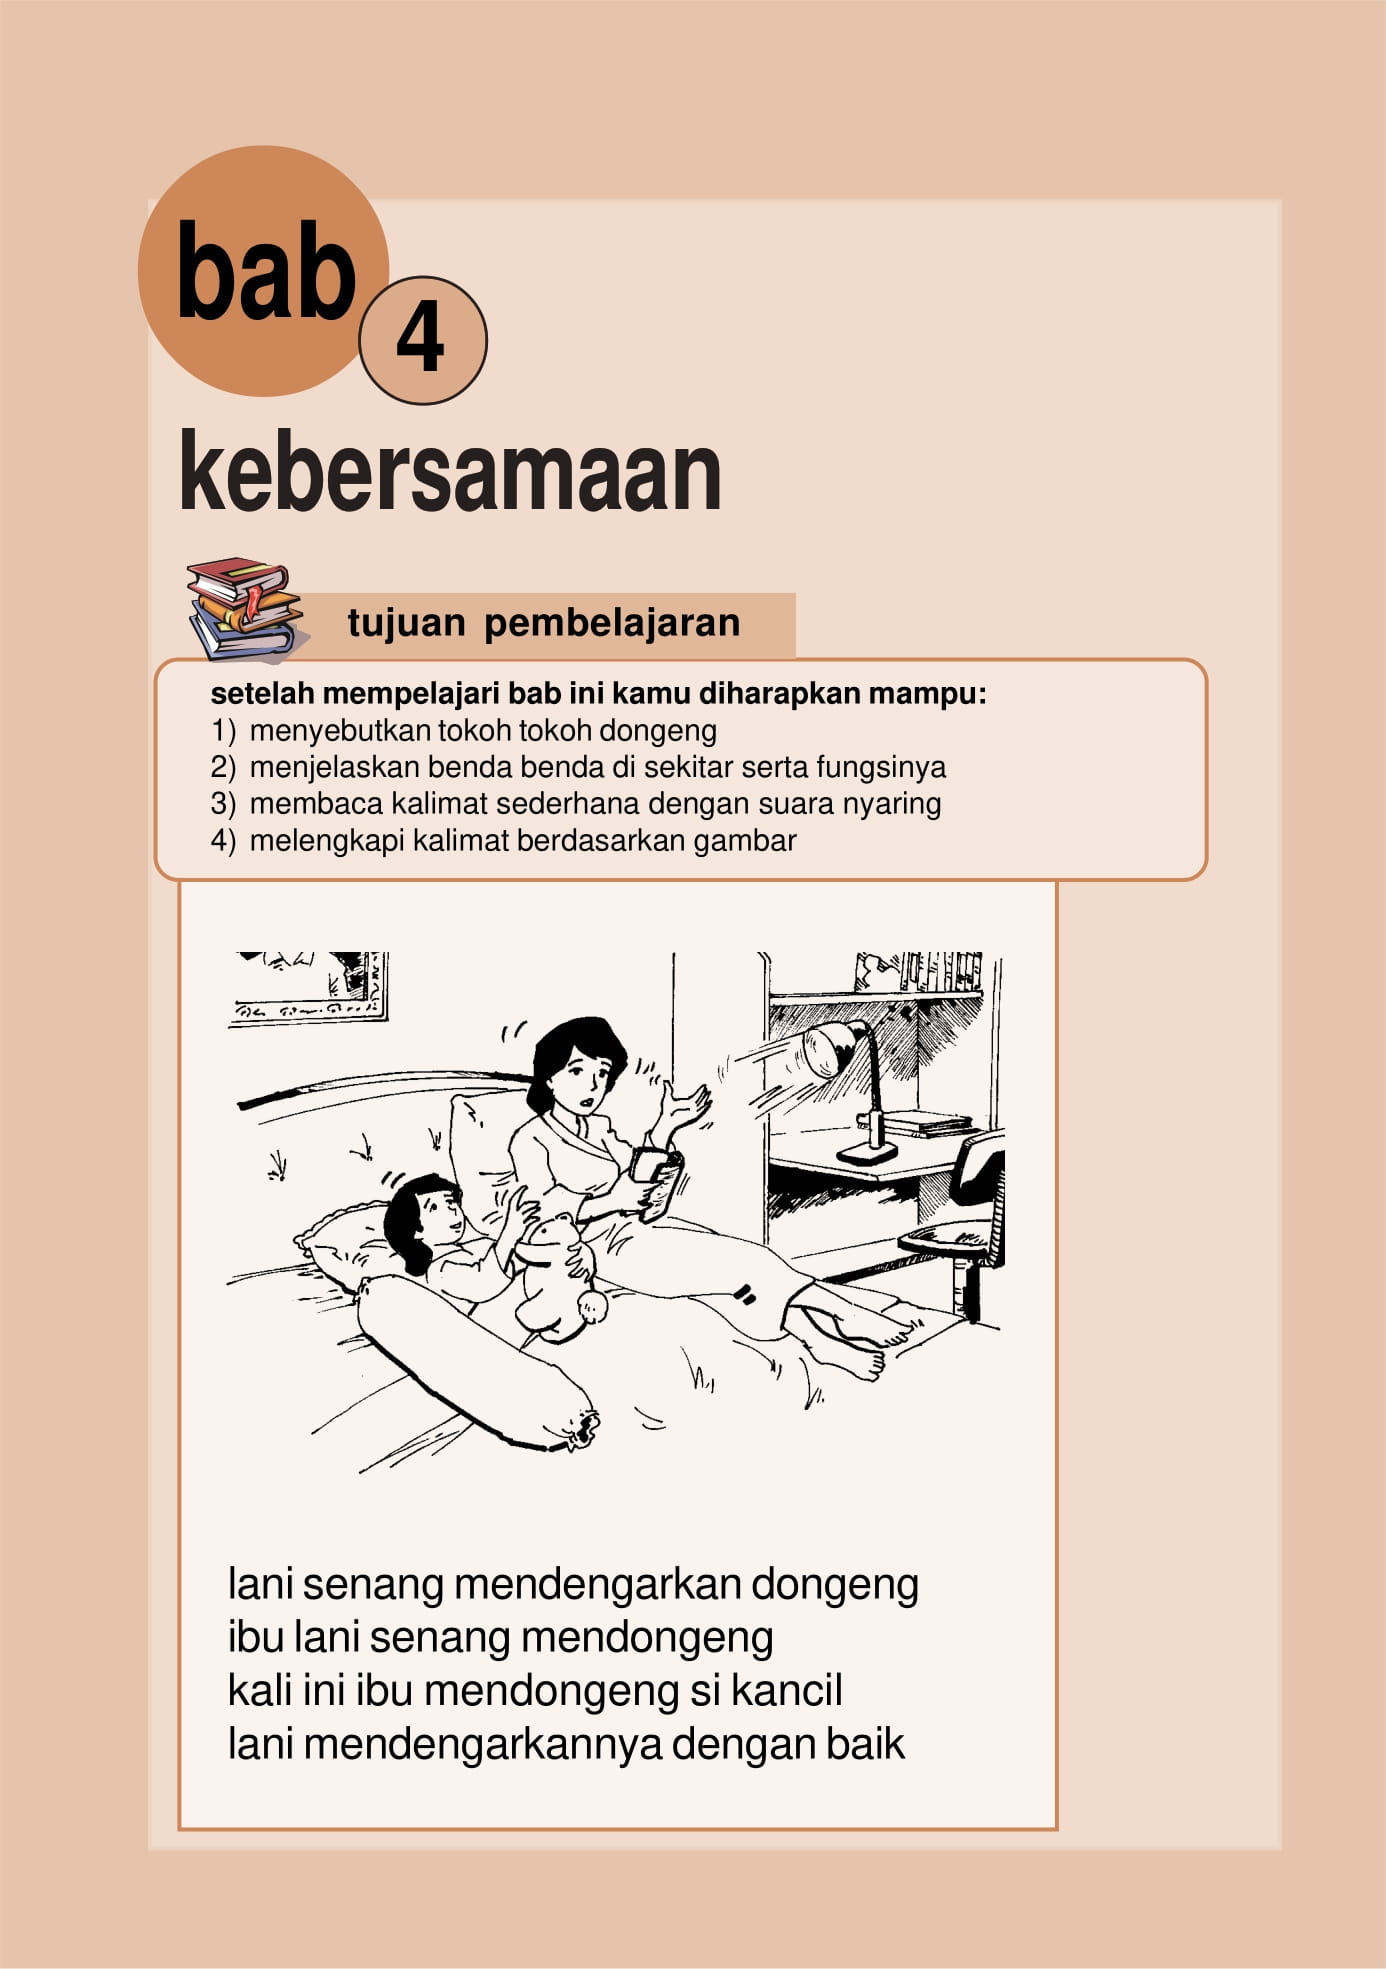 bab
4
kebersamaan
tujuan pembelajaran
setelah mempelajari bab ini kamu diharapkan mampu:
1) menyebutkan tokoh tokoh dongeng
2) menjelaskan benda benda di sekitar serta fungsinya
3) membaca kalimat sederhana dengan suara nyaring
4) melengkapi kalimat berdasarkan gambar
lani senang mendengarkan dongeng
ibu lani senang mendongeng
kali ini ibu mendongeng si kancil
lani mendengarkannya dengan baik